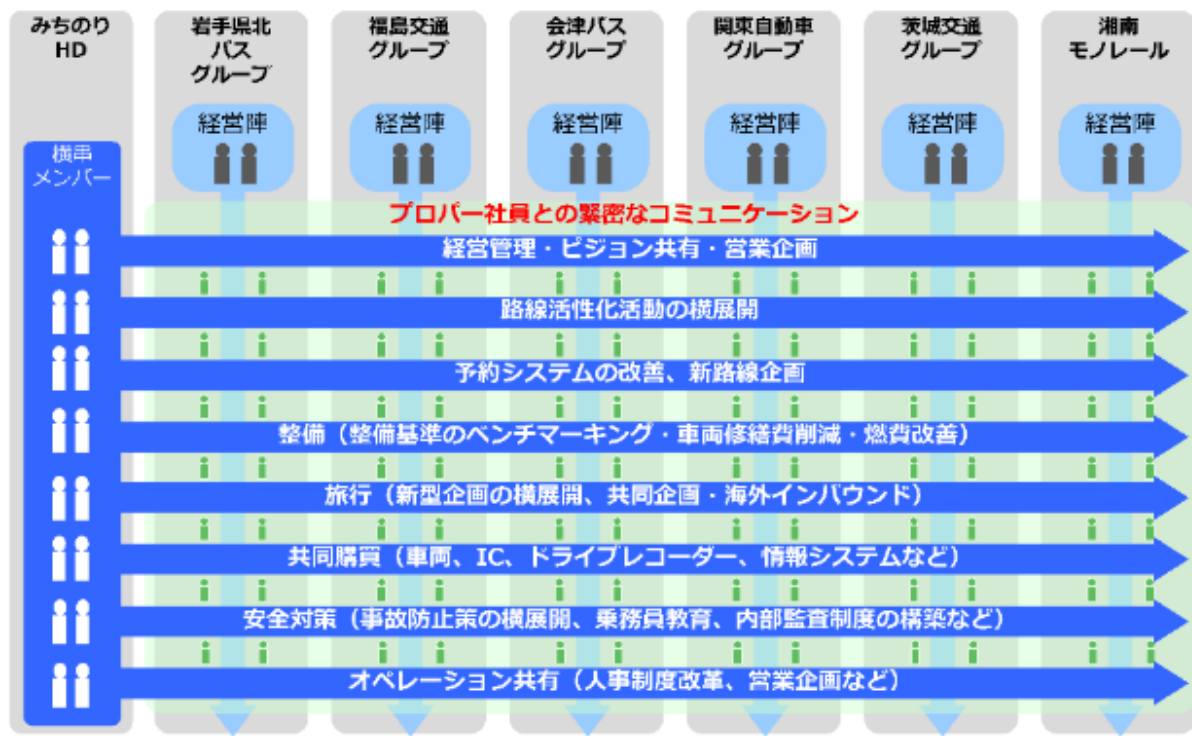 みちのり
HD
岩手県北
バス
グループ
福島交通
グループ
会津バス
グループ
関東自動車
グループ
茨城交通
グループ
湘南
モノレール
経営陣
経営陣
経営陣
経営陣
経営陣
経営陣
横串
メンバー
プロパー社員との緊密なコミュニケーション
経営管理・ビジョン共有・営業企画
路線活性化活動の横展開
予約システムの改善、新路線企画
整備（整備基準のベンチマーキング・車両修繕費削減・燃費改善）
旅行（新型企画の横展開、共同企画・海外インバウンド）
共同購買（車両、IC、ドライブレコーダー、情報システムなど）
安全対策（事故防止策の横展開、乗務員教育、内部監査制度の構築など）
オペレーション共有（人事制度改革、営業企画など）